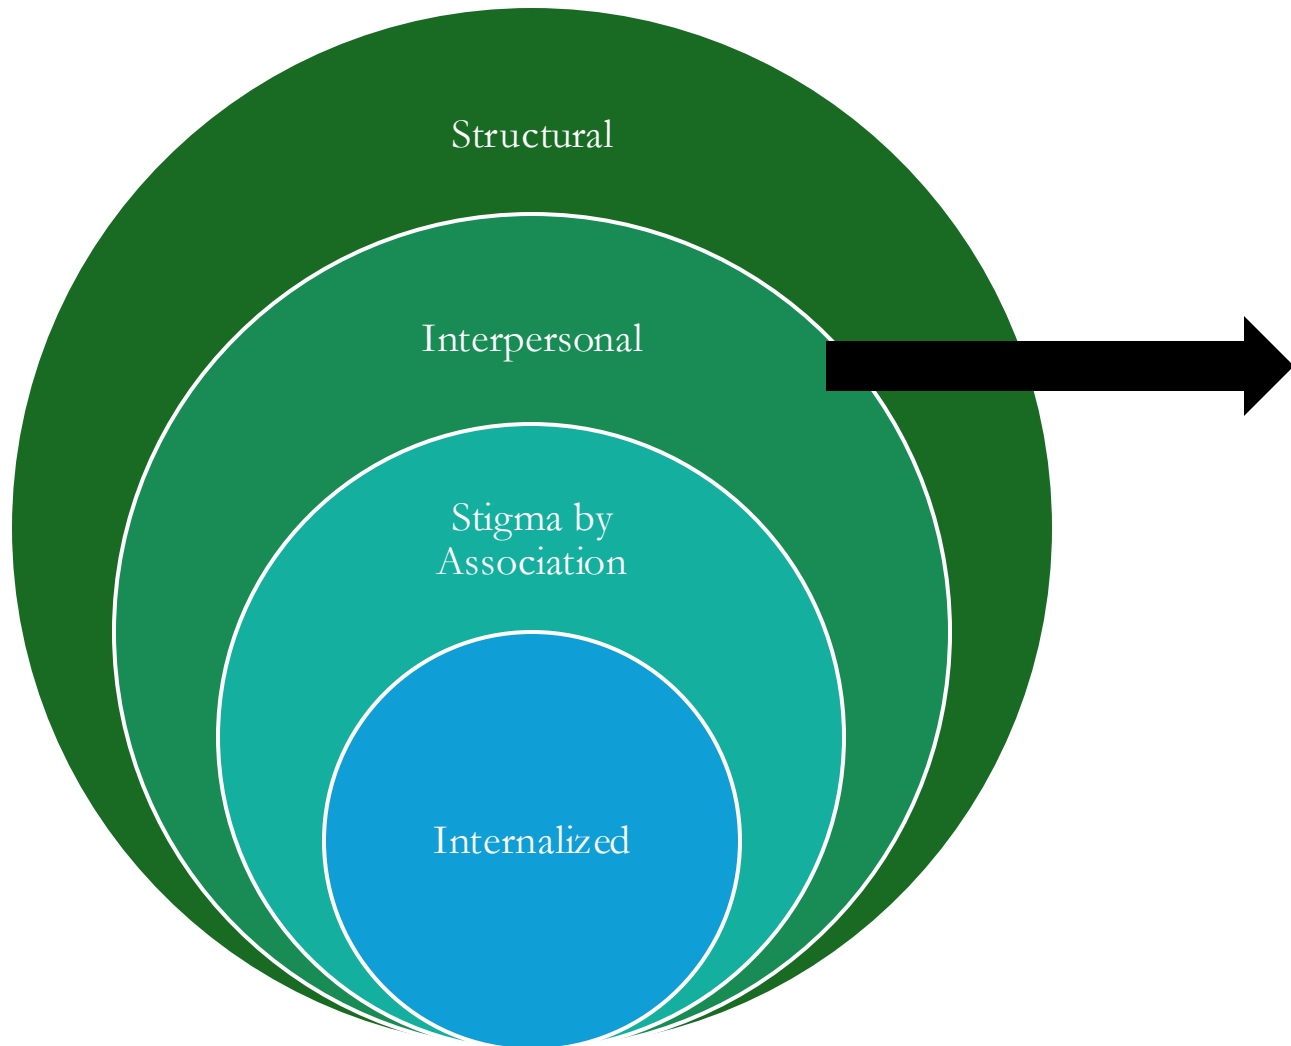 Structural
Interpersonal
Stigma by
Association
Internalized